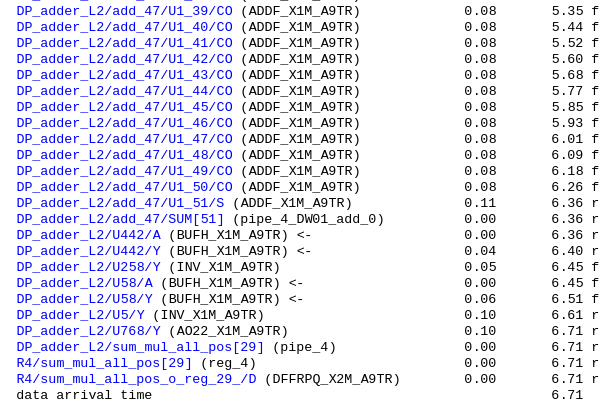 DP_adder_L2/add_47/U1_39/CO (ADDF_X1M_A9TR) 0.08 5.35 f
DP_adder_L2/add_47/U1_40/CO (ADDF_X1M_A9TR) 0.08 5.44 f
DP_adder_L2/add_47/U1_41/CO (ADDF_X1M_A9TR) 0.08 5.52 f
DP_adder_L2/add_47/U1_42/CO (ADDF_X1M_A9TR) 0.08 5.60 f
DP_adder_L2/add_47/U1_43/CO (ADDF_X1M_A9TR) 0.08 5.68 f
DP_adder_L2/add_47/U1_44/CO (ADDF_X1M_A9TR) 0.08 5.77 f
DP_adder_L2/add_47/U1_45/CO (ADDF_X1M_A9TR) 0.08 5.85 f
DP_adder_L2/add_47/U1_46/CO (ADDF_X1M_A9TR) 0.08 5.93 f
DP_adder_L2/add_47/U1_47/CO (ADDF_X1M_A9TR) 0.08 6.01 f
DP_adder_L2/add_47/U1_48/CO (ADDF_X1M_A9TR) 0.08 6.09 f
DP_adder_L2/add_47/U1_49/CO (ADDF_X1M_A9TR) 0.08 6.18 f
DP_adder_L2/add_47/U1_50/CO (ADDF_X1M_A9TR) 0.08 6.26 f
DP_adder_L2/add_47/U1_51/S (ADDF_X1M_A9TR) 0.11 6.36 r
DP_adder_L2/add_47/SUM[51] (pipe_4_DW01_add_0) 0.00 6.36 r
DP_adder_L2/U442/A (BUFH_X1M_A9TR) <- 0.00 6.36 r
DP_adder_L2/U442/Y (BUFH_X1M_A9TR) <- 0.04 6.40 r
DP_adder_L2/U258/Y (INV_X1M_A9TR) 0.05 6.45 f
DP_adder_L2/U58/A (BUFH_X1M_A9TR) <- 0.00 6.45 f
DP_adder_L2/U58/Y (BUFH_X1M_A9TR) <- 0.06 6.51 f
DP_adder_L2/U5/Y (INV_X1M_A9TR) 0.10 6.61 r
DP_adder_L2/U768/Y (AO22_X1M_A9TR) 0.10 6.71 r
DP_adder_L2/sum_mul_all_pos[29] (pipe_4) 0.00 6.71 r
R4/sum_mul_all_pos[29] (reg_4) 0.00 6.71 r
R4/sum_mul_all_pos_o_reg_29_/D (DFFRPQ_X2M_A9TR) 0.00 6.71 r
data arrival time 6.71